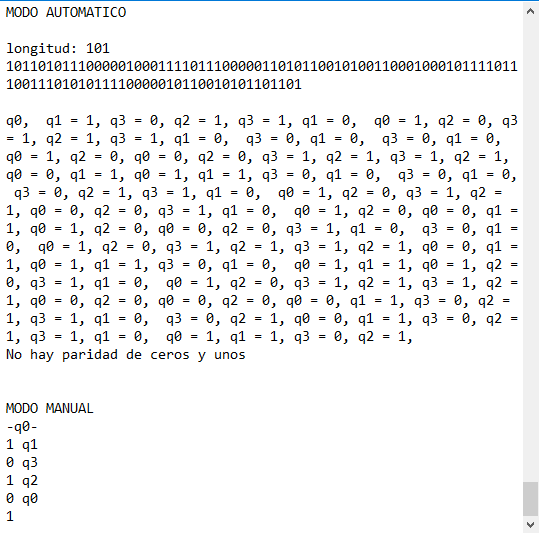 MODO AUTOMATICO
longitud: 101
1011010111000001000111101110000011010110010100110001000101111011
1001110101011111000001011001010110​1101
q0,  q1 = 1, q3 = 0, q2 = 1, q3 = 1, q1 = 0,  q0 = 1, q2 = 0, q3
= 1, q2 = 1, q3 = 1, q1 = 0,  q3 = 0, q1 = 0,  q3 = 0, q1 = 0,
q0 = 1, q2 = 0, q0 = 0, q2 = 0, q3 = 1, q2 = 1, q3 = 1, q2 = 1,
q0 = 0, q1 = 1, q0 = 1, q1 = 1, q3 = 0, q1 = 0,  q3 = 0, q1 = 0,
q3 = 0, q2 = 1, q3 = 1, q1 = 0,  q0 = 1, q2 = 0, q3 = 1, q2 =
1, q0 = 0, q2 = 0, q3 = 1, q1 = 0,  q0 = 1, q2 = 0, q0 = 0, q1 =
1, q0 = 1, q2 = 0, q0 = 0, q2 = 0, q3 = 1, q1 = 0,  q3 = 0, q1 =
0,  q0 = 1, q2 = 0, q3 = 1, q2 = 1, q3 = 1, q2 = 1, q0 = 0, q1 =
1, q0 = 1, q1 = 1, q3 = 0, q1 = 0,  q0 = 1, q1 = 1, q0 = 1, q2 =
0, q3 = 1, q1 = 0,  q0 = 1, q2 = 0, q3 = 1, q2 = 1, q3 = 1, q2 =
1, q0 = 0, q2 = 0, q0 = 0, q2 = 0, q0 = 0, q1 = 1, q3 = 0, q2 =
1, q3 = 1, q1 = 0,  q3 = 0, q2 = 1, q0 = 0, q1 = 1, q3 = 0, q2 =
1, q3 = 1, q1 = 0,  q0 = 1, q1 = 1, q3 = 0, q2 = 1,
No hay paridad de ceros y unos
MODO MANUAL
-q0-
1 q1
0 q3
1 q2
0 q0
1